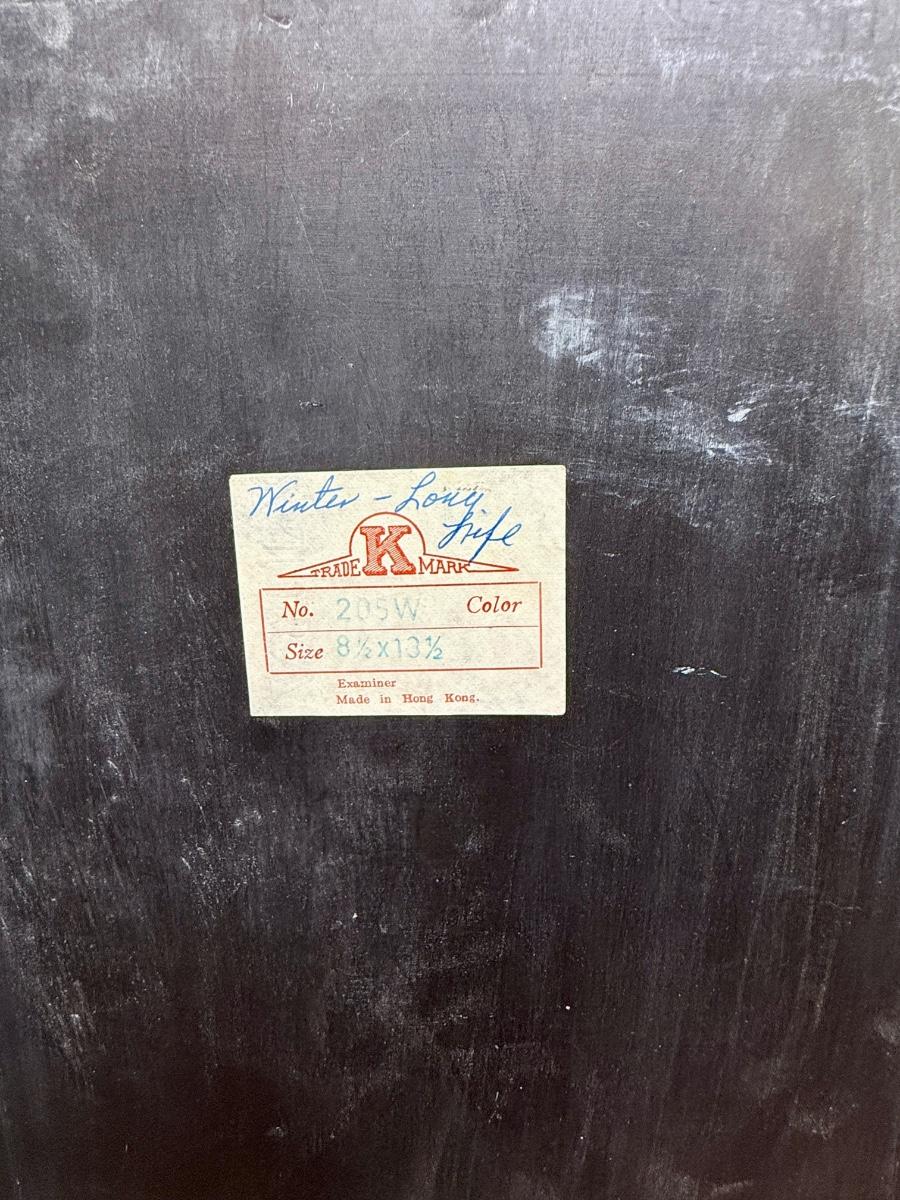 Winter - Long
Life
TRADE K MARK
No. 205W Color
Size 8½x13½
Examiner
Made in Hong Kong.